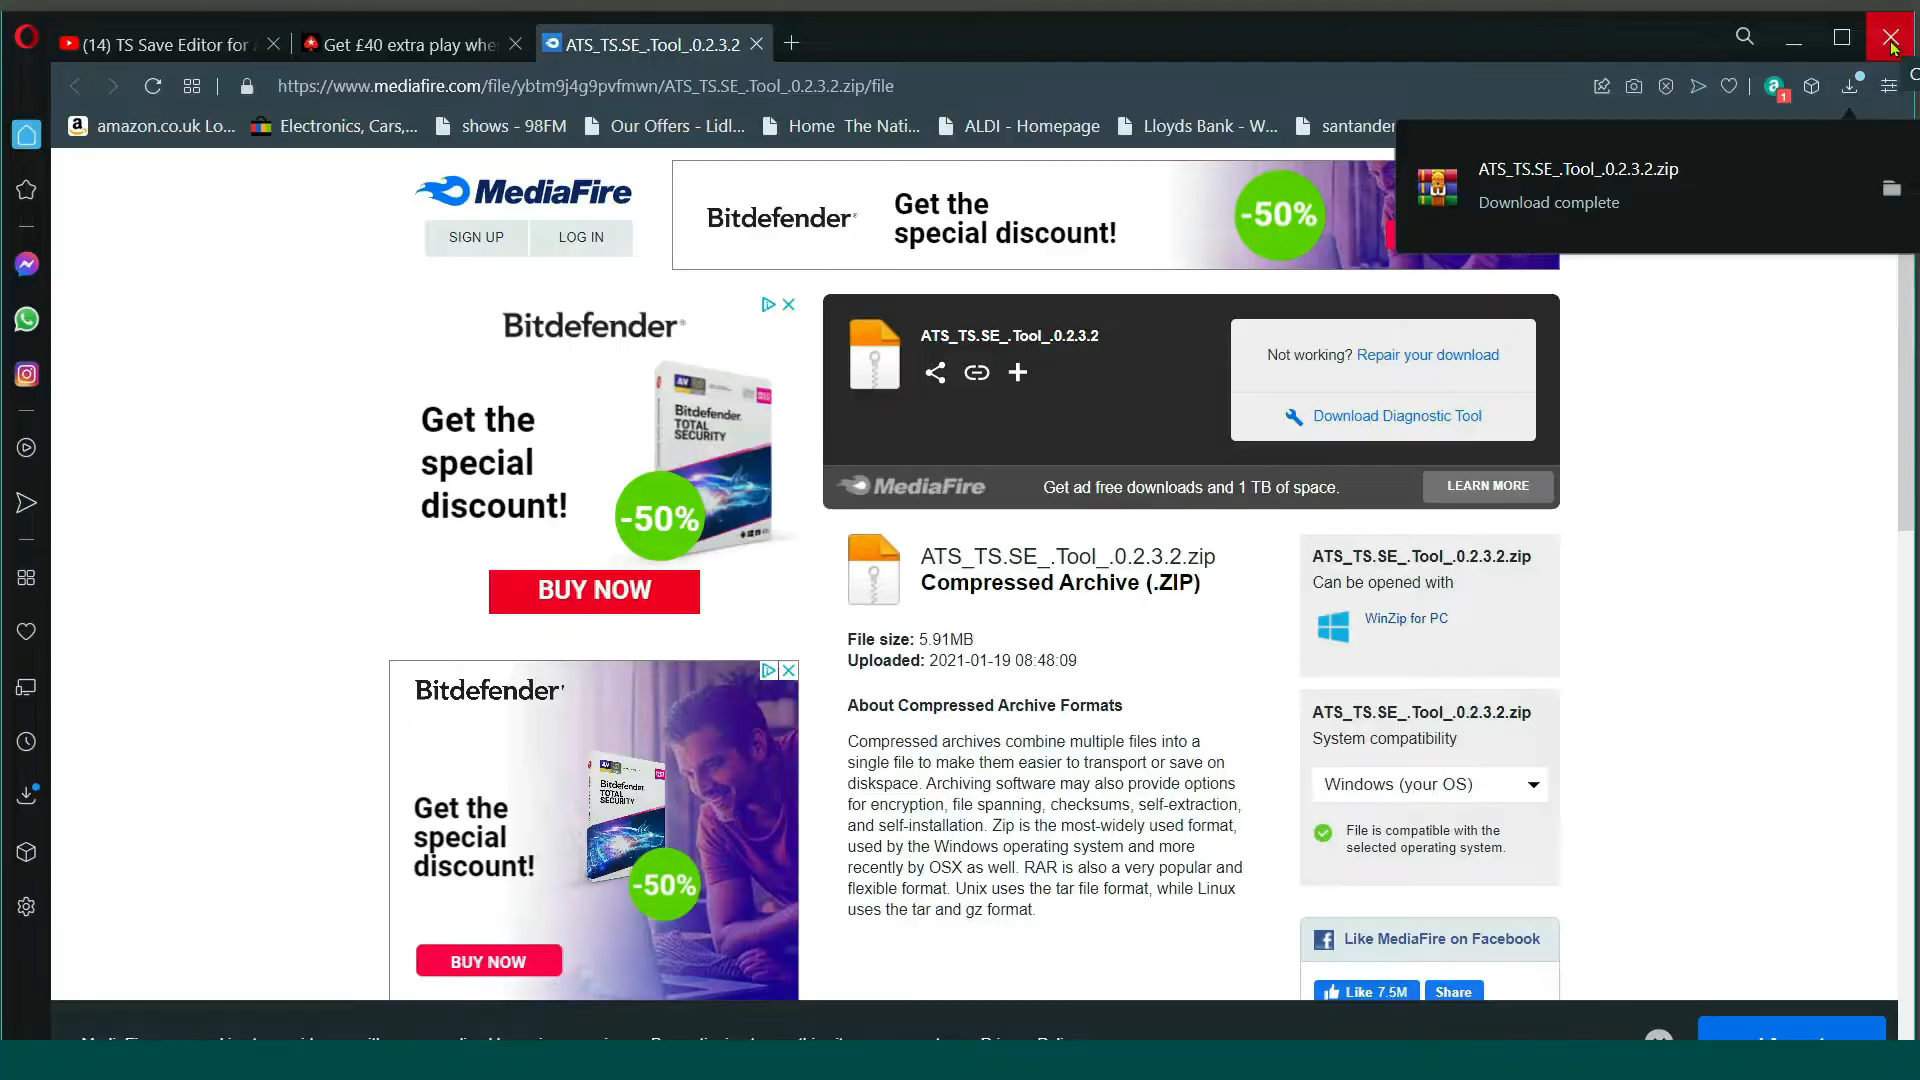 (14) TS Save Editor for
Get £40 extra play whe
ATS_TS.SE_.Tool_.0.2.3.2
https://www.mediafire.com/file/ybtm9j4g9pvfmwn/ATS_TS.SE_.Tool_.0.2.3.2.zip/file
1
amazon.co.uk Lo...
Electronics, Cars,...
shows - 98FM
Our Offers - Lidl...
Home The Nati...
ALDI - Homepage
Lloyds Bank - W...
santander
ATS_TS.SE_.Tool_.0.2.3.2.zip
Download complete
MediaFire
SIGN UP
LOG IN
Bitdefender
Get the
special discount!
-50%
Bitdefender
Get the
special
discount!
Bitdefender
TOTAL
SECURITY
-50%
BUY NOW
ATS_TS.SE_.Tool_.0.2.3.2
Not working? Repair your download
Download Diagnostic Tool
MediaFire
Get ad free downloads and 1 TB of space.
LEARN MORE
ATS_TS.SE_.Tool_.0.2.3.2.zip
Compressed Archive (.ZIP)
File size: 5.91MB
Uploaded: 2021-01-19 08:48:09
About Compressed Archive Formats
Compressed archives combine multiple files into a
single file to make them easier to transport or save on
diskspace. Archiving software may also provide options
for encryption, file spanning, checksums, self-extraction,
and self-installation. Zip is the most-widely used format,
used by the Windows operating system and more
recently by OSX as well. RAR is also a very popular and
flexible format. Unix uses the tar file format, while Linux
uses the tar and gz format.
ATS_TS.SE_.Tool_.0.2.3.2.zip
Can be opened with
WinZip for PC
ATS_TS.SE_.Tool_.0.2.3.2.zip
System compatibility
Windows (your OS)
File is compatible with the
selected operating system.
Like MediaFire on Facebook
Like 7.5M
Share
Bitdefender
Get the
special
discount!
Bitdefender
TOTAL
SECURITY
-50%
BUY NOW